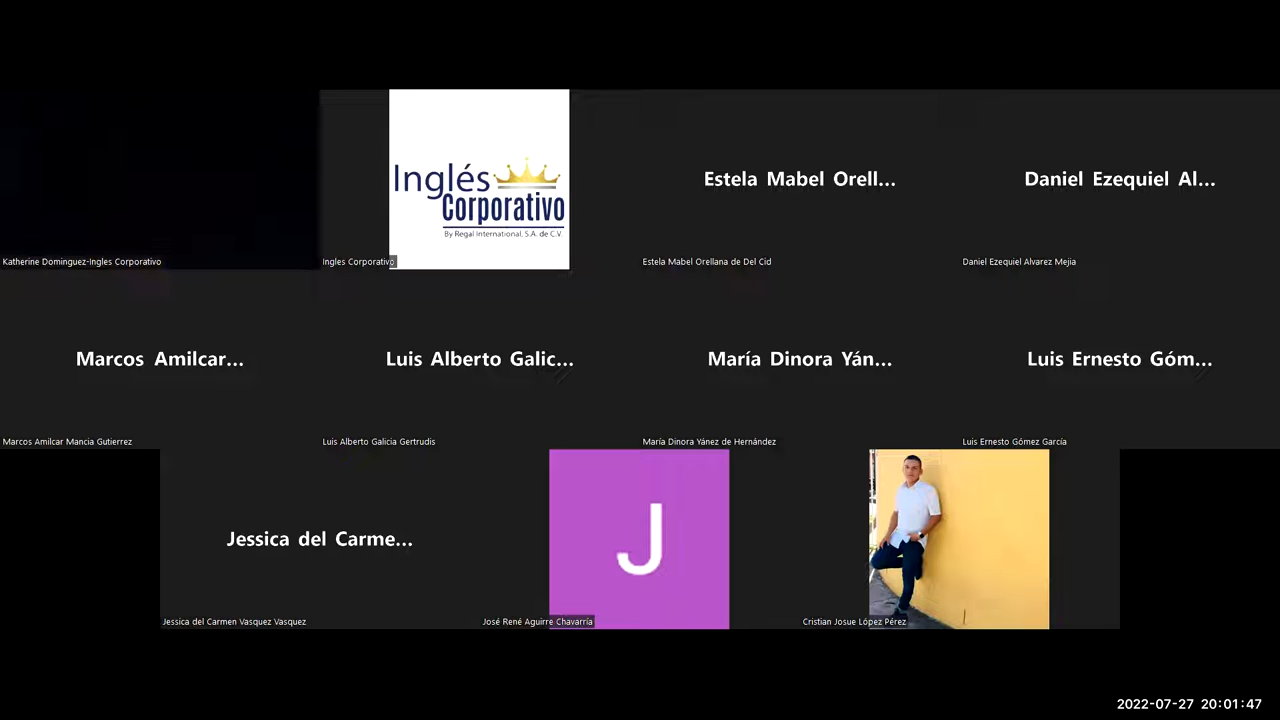 Inglés
Corporativo
By Regal International, S.A. de C.V.
Estela Mabel Orell...
Daniel Ezequiel Al...
Katherine Dominguez-Ingles Corporativo
Ingles Corporativo
Estela Mabel Orellana de Del Cid
Daniel Ezequiel Alvarez Mejia
Marcos Amilcar...
Luis Alberto Galic...
María Dinora Yán...
Luis Ernesto Góm...
Marcos Amilcar Mancia Gutierrez
Luis Alberto Galicia Gertrudis
María Dinora Yánez de Hernández
Luis Ernesto Gómez García
Jessica del Carme...
J
Jessica del Carmen Vasquez Vasquez
José René Aguirre Chavarría
Cristian Josue López Pérez
2022-07-27 20:01:47